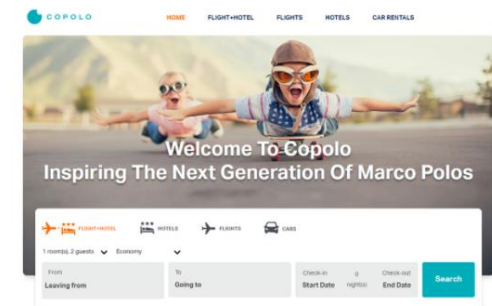 COPOLO
HOME FLIGHT+HOTEL FLIGHTS HOTELS CAR RENTALS
Welcome To Copolo
Inspiring The Next Generation Of Marco Polos
FLIGHT+HOTEL HOTELS FLIGHTS CARS
1 room(s), 2 guests Economy
From To Check-in 0 Check-out
Leaving from Going to Start Date night(s) End Date
Search